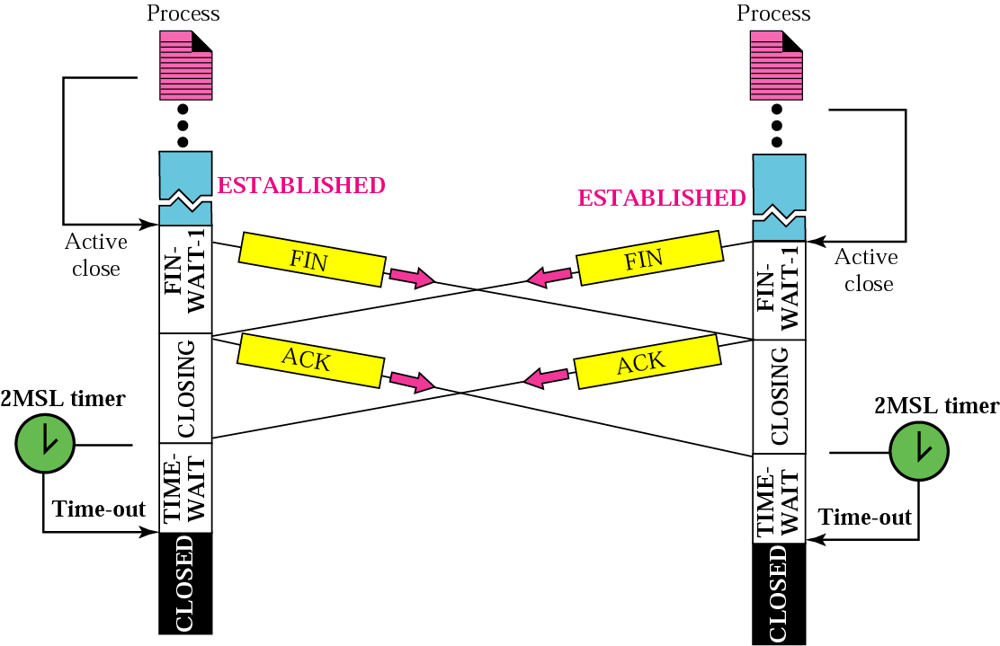 Process
Process
ESTABLISHED
ESTABLISHED
Active
close
Active
close
FIN-
WAIT-1
FIN
FIN
FIN-
WAIT-1
CLOSING
ACK
ACK
CLOSING
2MSL timer
2MSL timer
TIME-
WAIT
TIME-
WAIT
Time-out
Time-out
CLOSED
CLOSED